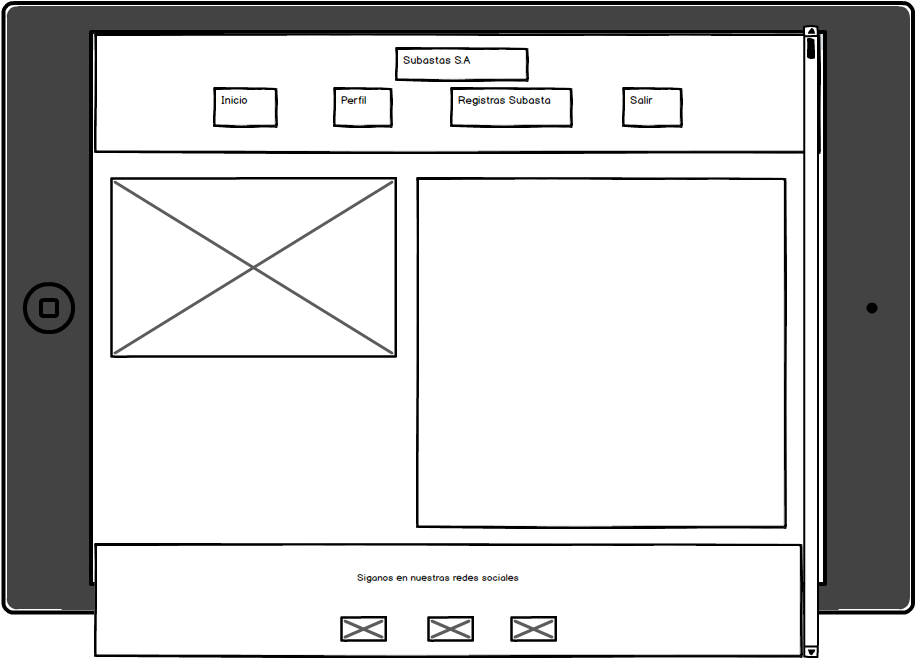 Subastas S.A
Inicio
Perfil
Registras Subasta
Salir
Siganos en nuestras redes sociales